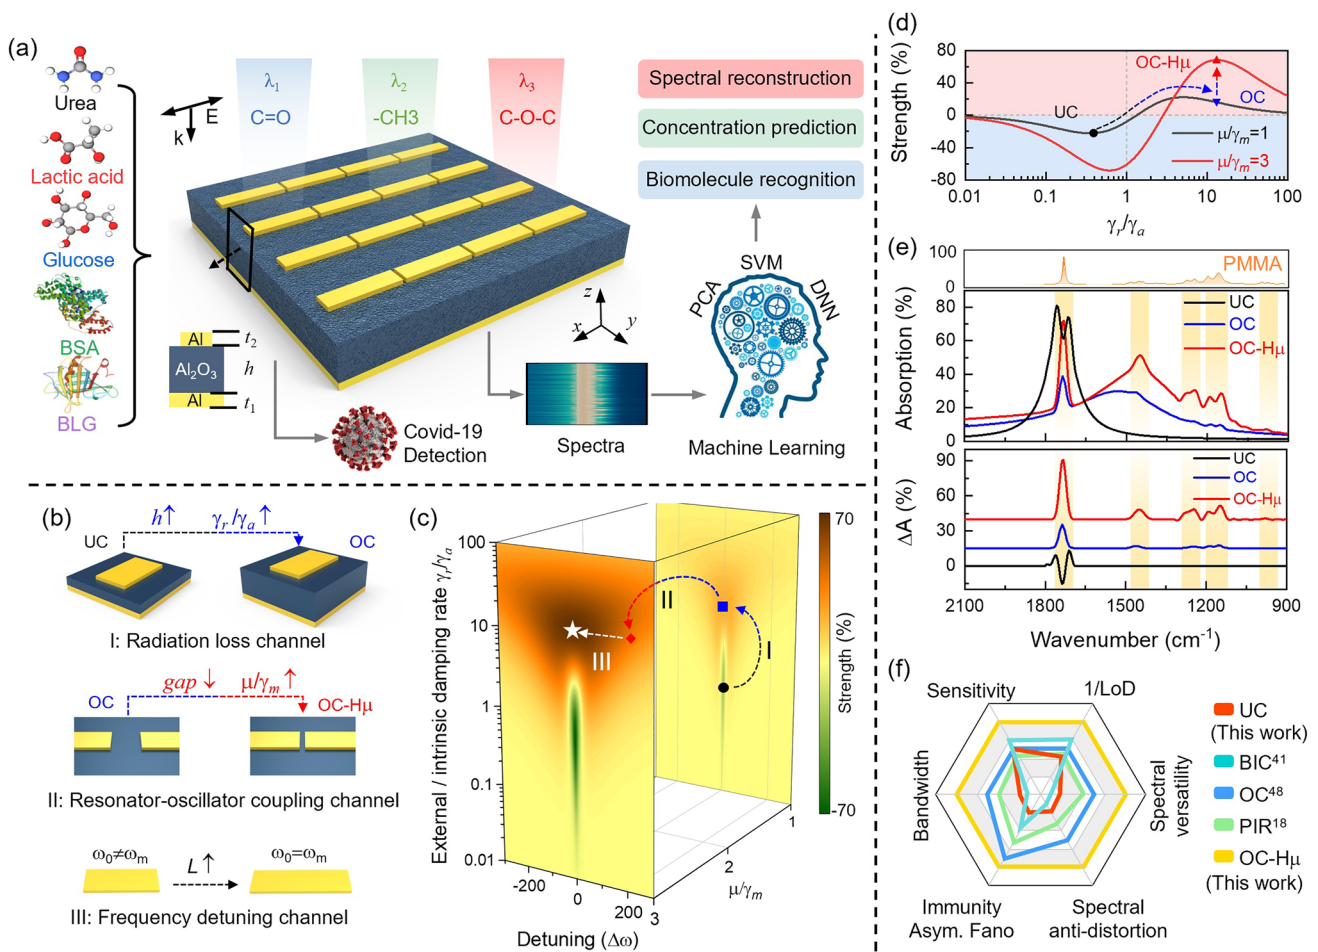 (a)
Urea
Lactic acid
Glucose
BSA
BLG
E
k
λ1
C=O
λ2
-CH3
λ3
C-O-C
Spectral reconstruction
Concentration prediction
Biomolecule recognition
Al
Al2O3
Al
t2
h
t1
z
x
y
Covid-19
Detection
Spectra
PCA
SVM
DNN
Machine Learning
(b)
h↑
γr/γa↑
UC
OC
I: Radiation loss channel
gap ↓
μ/γm↑
OC
OC-Hμ
II: Resonator-oscillator coupling channel
ω0≠ωm
L↑
ω0=ωm
III: Frequency detuning channel
(c)
External / intrinsic damping rate γr/γa
100
10
1
0.1
0.01
-200
0
200
Detuning (Δω)
3
2
1
μ/γm
I
II
III
70
Strength (%)
-70
(d)
Strength (%)
80
40
0
-40
-80
0.01
0.1
1
10
100
γr/γa
UC
OC-Hμ
OC
μ/γm=1
μ/γm=3
(e)
100
0
PMMA
Absorption (%)
80
60
40
20
0
UC
OC
OC-Hμ
ΔA (%)
90
60
30
0
UC
OC
OC-Hμ
2100
1800
1500
1200
900
Wavenumber (cm-1)
(f)
Sensitivity
1/LoD
Spectral
versatility
Spectral
anti-distortion
Immunity
Asym. Fano
Bandwidth
UC
(This work)
BIC41
OC48
PIR18
OC-Hμ
(This work)